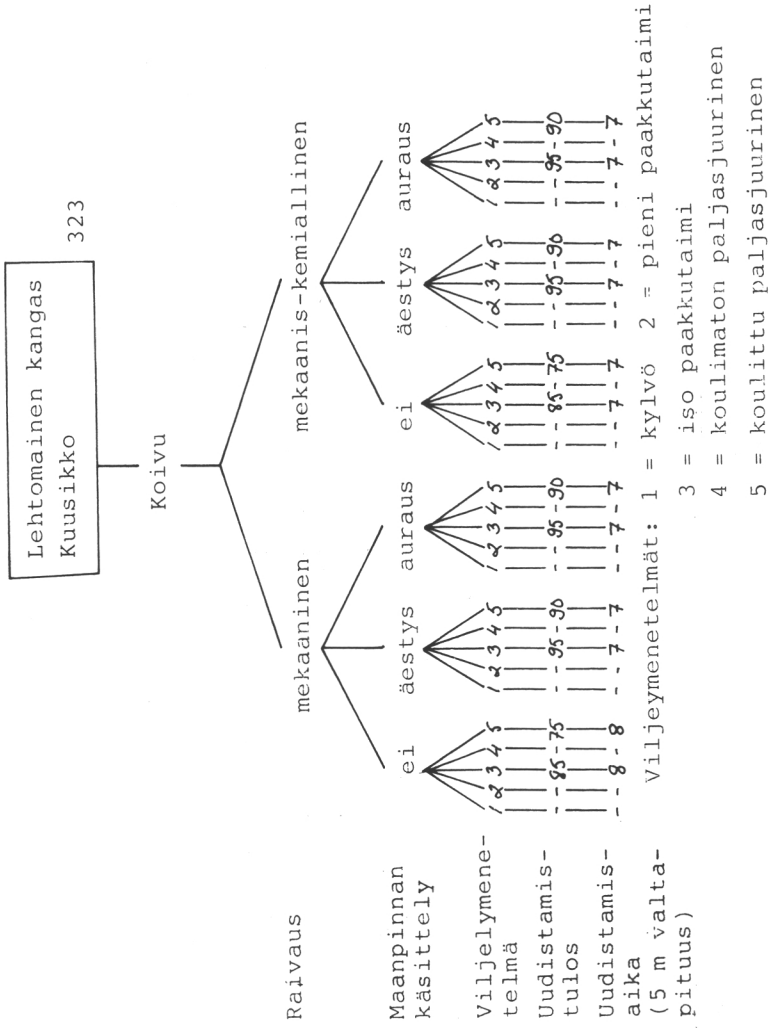 Lehtomainen kangas
Kuusikko
323
Koivu
Raivaus mekaaninen mekaanis-kemiallinen
Maanpinnan
käsittely
ei äestys auraus ei äestys auraus
Viljelymene-
telmä
1 2 3 4 5 1 2 3 4 5 1 2 3 4 5 1 2 3 4 5 1 2 3 4 5 1 2 3 4 5
Uudistamis-
tulos
- - 85 - 75 - - 95 - 90 - - 95 - 90 - - 85 - 75 - - 95 - 90 - - 95 - 90
Uudistamis-
aika
(5 m valta-
pituus)
- - 8 - 8 - - 7 - 7 - - 7 - 7 - - 7 - 7 - - 7 - 7 - - 7 - 7
Viljeymenetelmät: 1 = kylvö 2 = pieni paakkutaimi
3 = iso paakkutaimi
4 = koulimaton paljasjuurinen
5 = koulittu paljasjuurinen